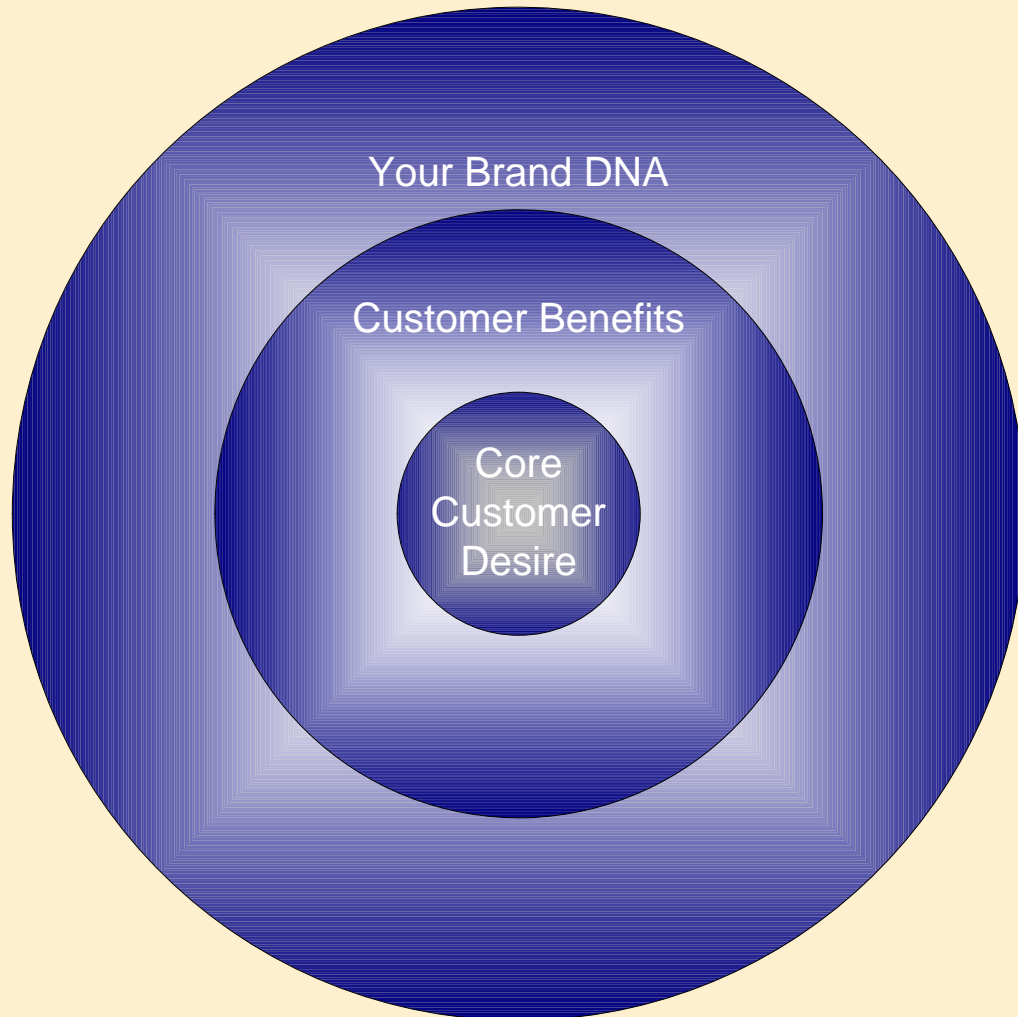 Your Brand DNA
Customer Benefits
Core
Customer
Desire